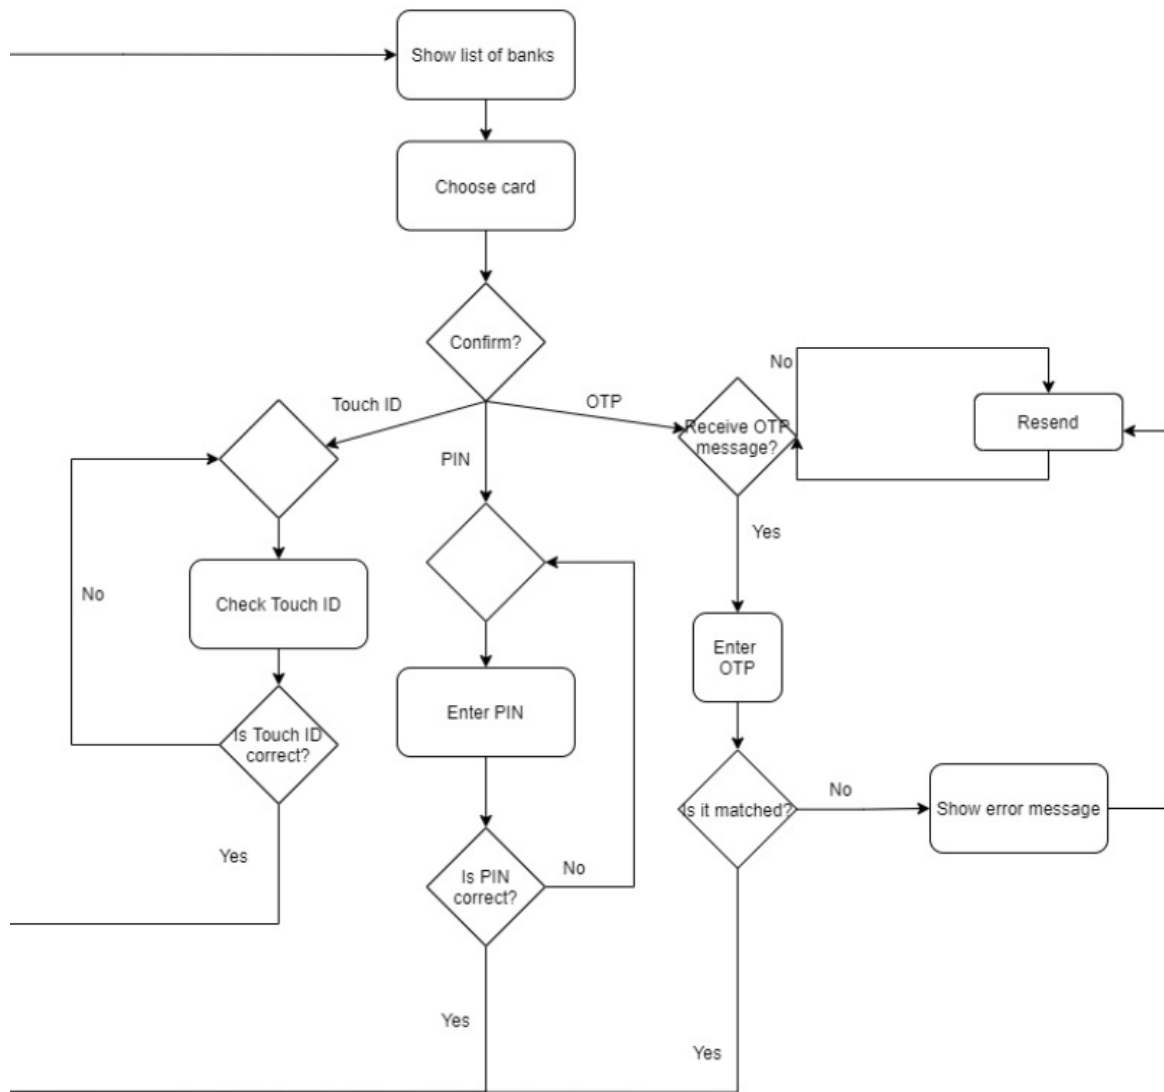 Show list of banks
Choose card
Confirm?
Touch ID
PIN
OTP
No
Receive OTP
message?
Resend
Yes
No
Check Touch ID
Is Touch ID
correct?
Yes
Enter PIN
Is PIN
correct?
No
Yes
Enter
OTP
Is it matched?
No
Show error message
Yes